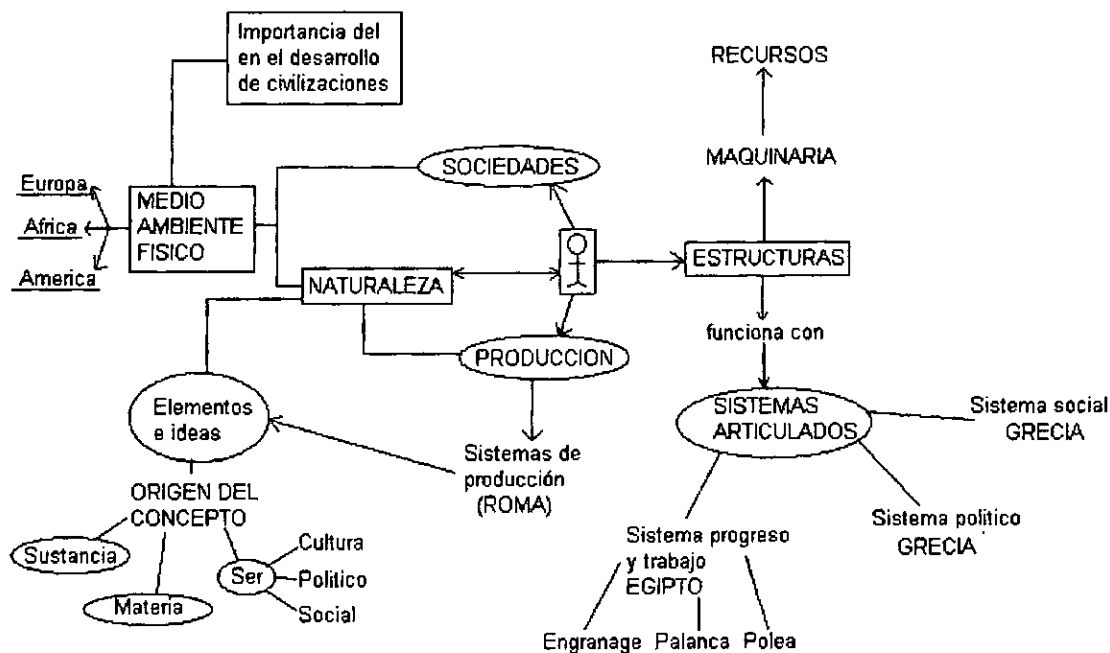 Importancia del
en el desarrollo
de civilizaciones
RECURSOS
MAQUINARIA
SOCIEDADES
Europa
Africa
America
MEDIO
AMBIENTE
FISICO
NATURALEZA
ESTRUCTURAS
PRODUCCION
funciona con
Elementos
e ideas
SISTEMAS
ARTICULADOS
Sistema social
GRECIA
Sistemas de
producción
(ROMA)
ORIGEN DEL
CONCEPTO
Sustancia
Materia
Ser
Cultura
Politico
Social
Sistema progreso
y trabajo
EGIPTO
Sistema político
GRECIA
Engranage Palanca Polea